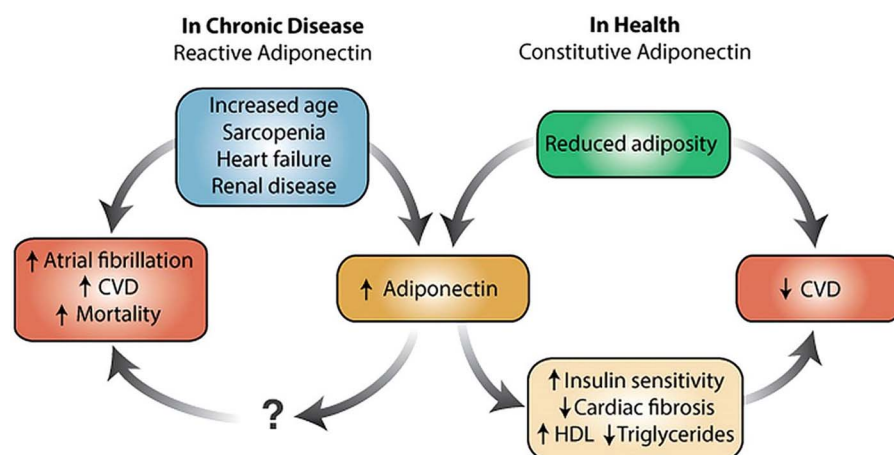 In Chronic Disease
Reactive Adiponectin
In Health
Constitutive Adiponectin
Increased age
Sarcopenia
Heart failure
Renal disease
Reduced adiposity
↑ Atrial fibrillation
↑ CVD
↑ Mortality
↑ Adiponectin
↓ CVD
?
↑ Insulin sensitivity
↓ Cardiac fibrosis
↑ HDL ↓ Triglycerides